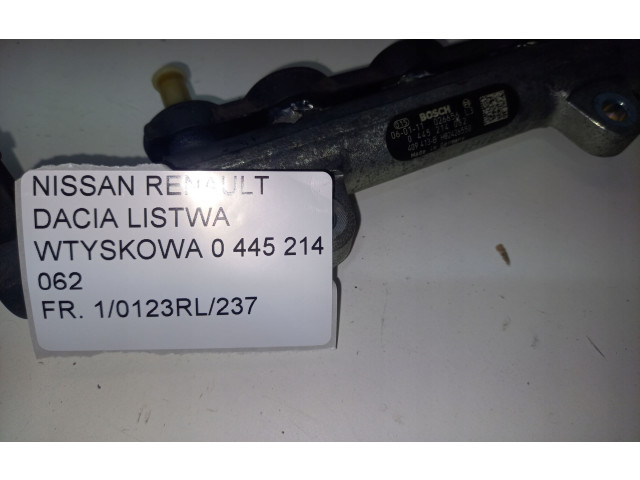 BOSCH
NISSAN RENAULT
DACIA LISTWA
WTYSKOWA 0 445 214
062
FR. 1/0123RL/237